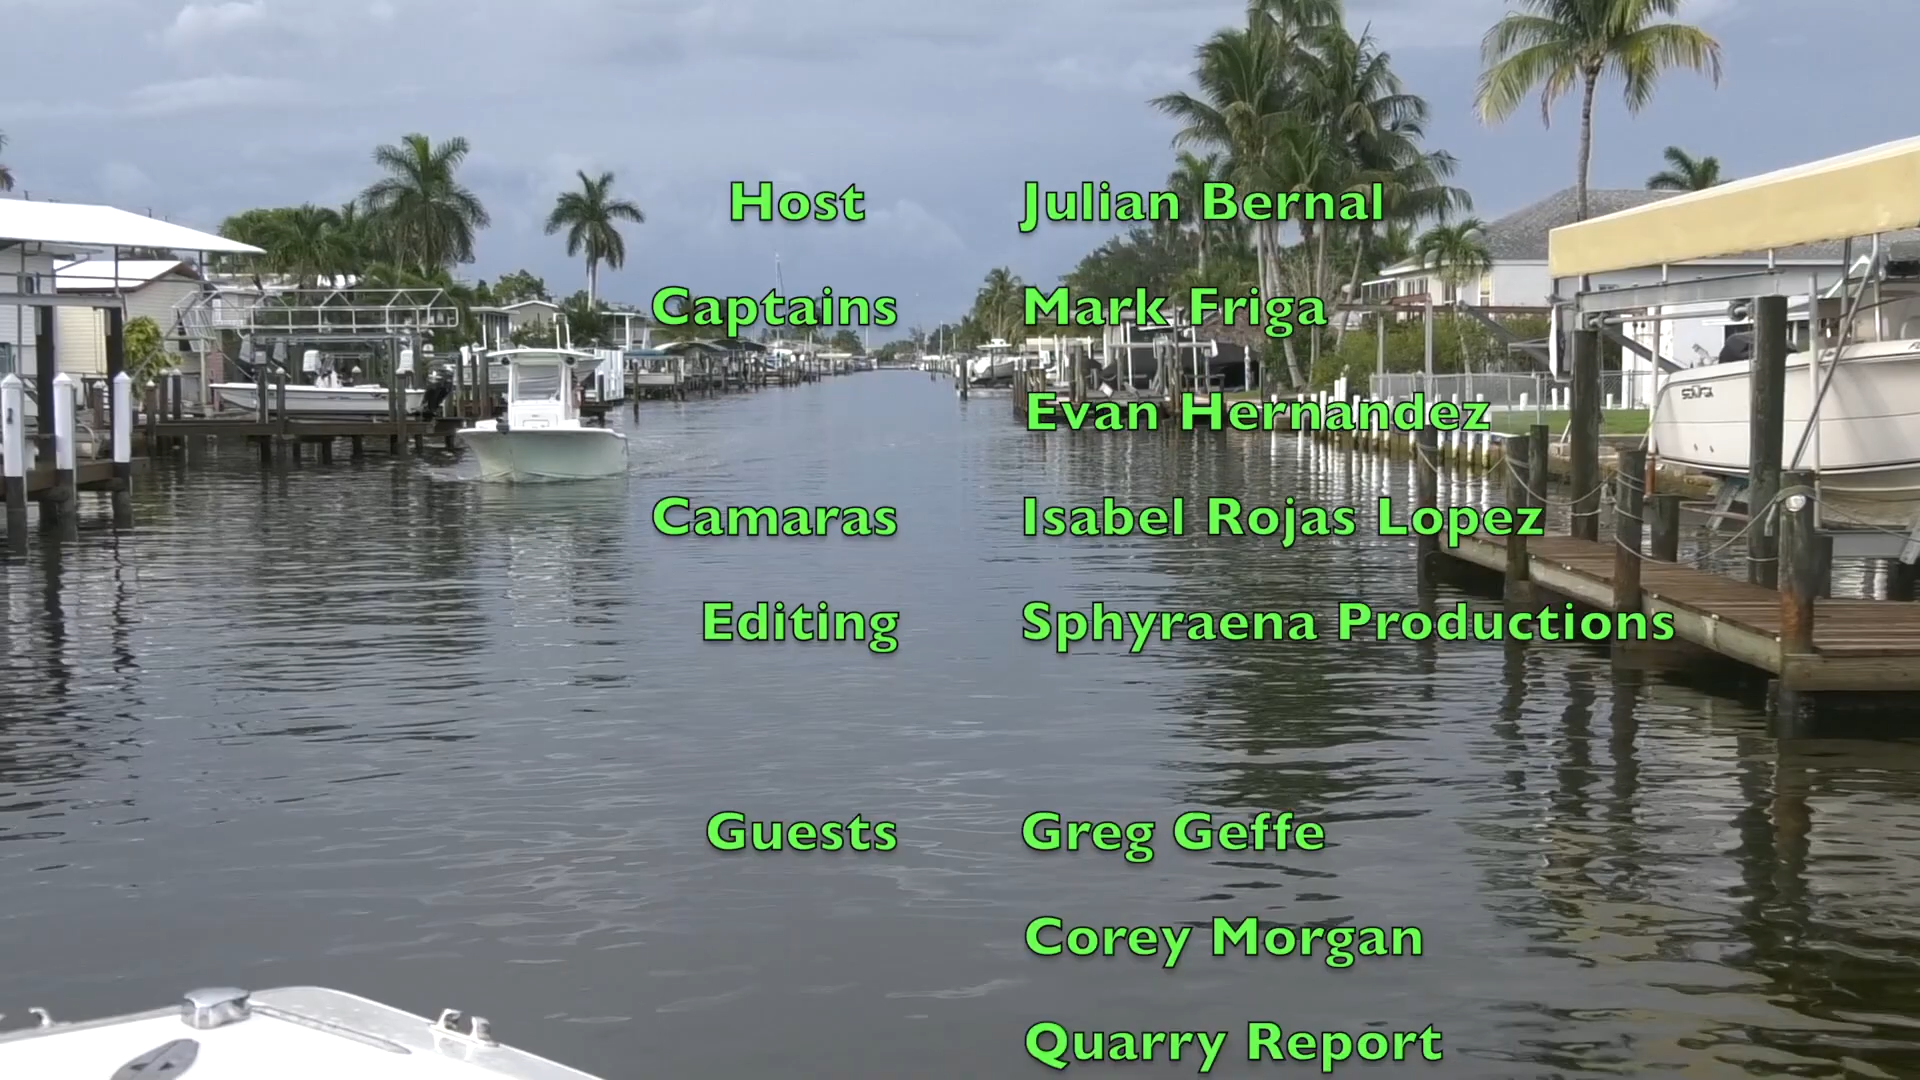 Host Julian Bernal
Captains Mark Friga
Evan Hernandez
Camaras Isabel Rojas Lopez
Editing Sphyraena Productions
Guests Greg Geffe
Corey Morgan
Quarry Report